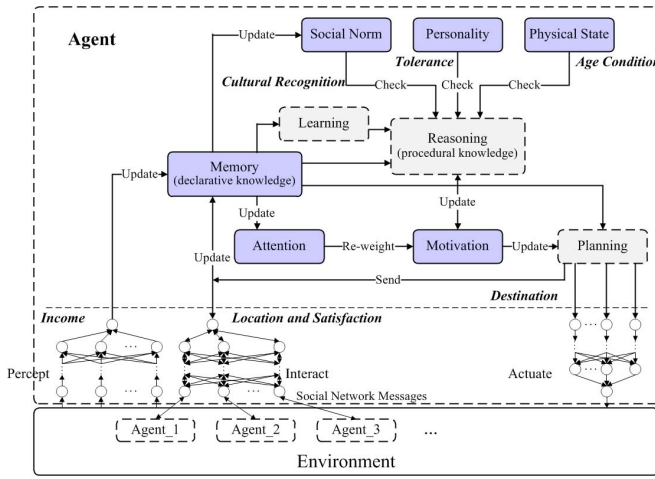 Agent
Update
Social Norm
Personality
Physical State
Cultural Recognition
Tolerance
Age Condition
Check
Check
Check
Learning
Reasoning
(procedural knowledge)
Memory
(declarative knowledge)
Update
Update
Update
Update
Attention
Re-weight
Motivation
Update
Planning
Send
Destination
Income
Location and Satisfaction
...
...
...
...
Percept
Interact
Actuate
...
...
...
Social Network Messages
Agent_1
Agent_2
Agent_3
...
Environment